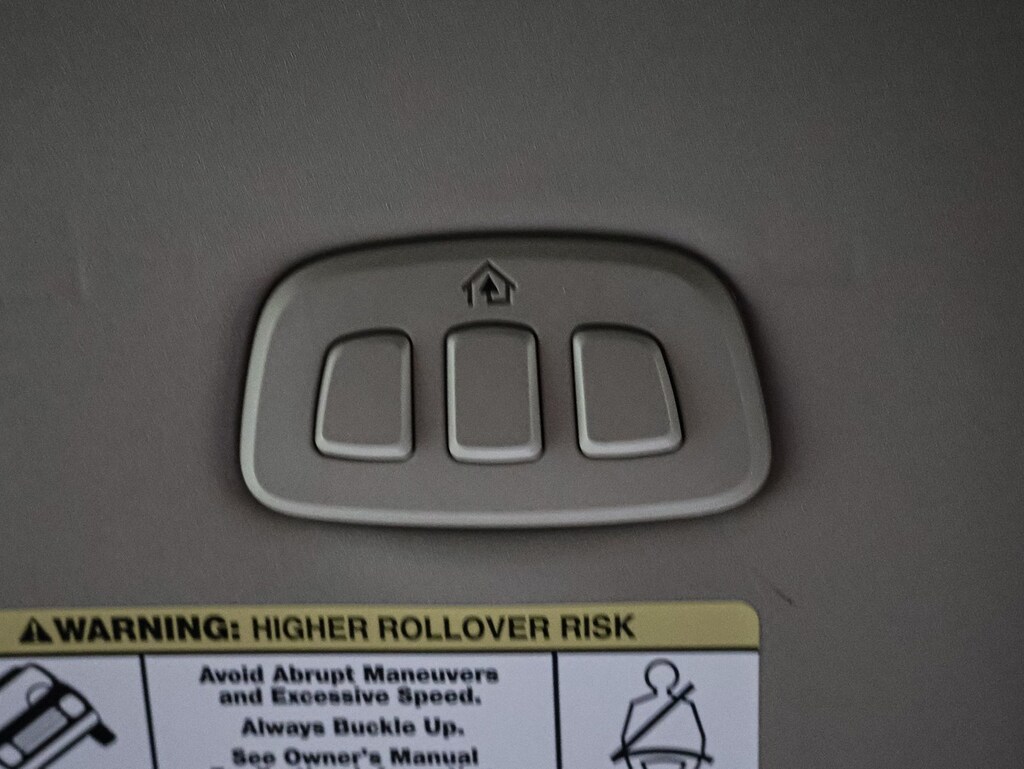 WARNING: HIGHER ROLLOVER RISK
Avoid Abrupt Maneuvers
and Excessive Speed.
Always Buckle Up.
See Owner's Manual